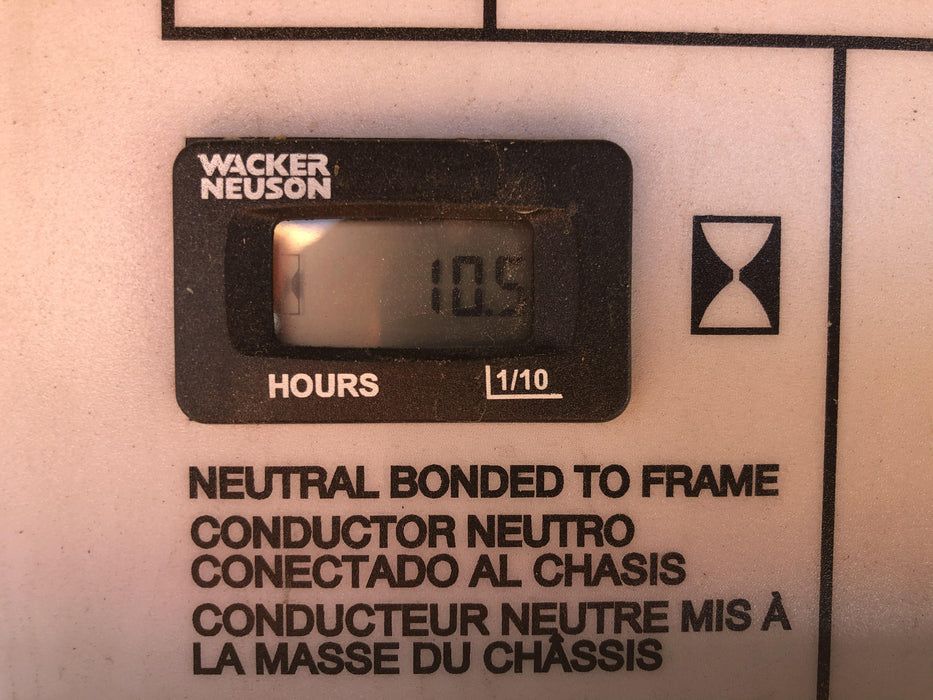 WACKER
NEUSON
10.5
HOURS 1/10
NEUTRAL BONDED TO FRAME
CONDUCTOR NEUTRO
CONECTADO AL CHASIS
CONDUCTEUR NEUTRE MIS À
LA MASSE DU CHÂSSIS